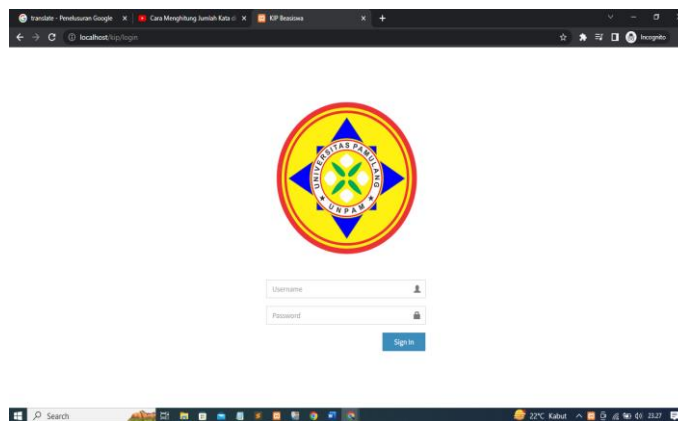 translate - Penelusuran Google
Cara Menghitung Jumlah Kata di
KIP Beasiswa
localhost/kip/login
Incognito
UNIVERSITAS PAMULANG
UNPAM
Username
Password
Sign In
Search
22°C Kabut
23.27